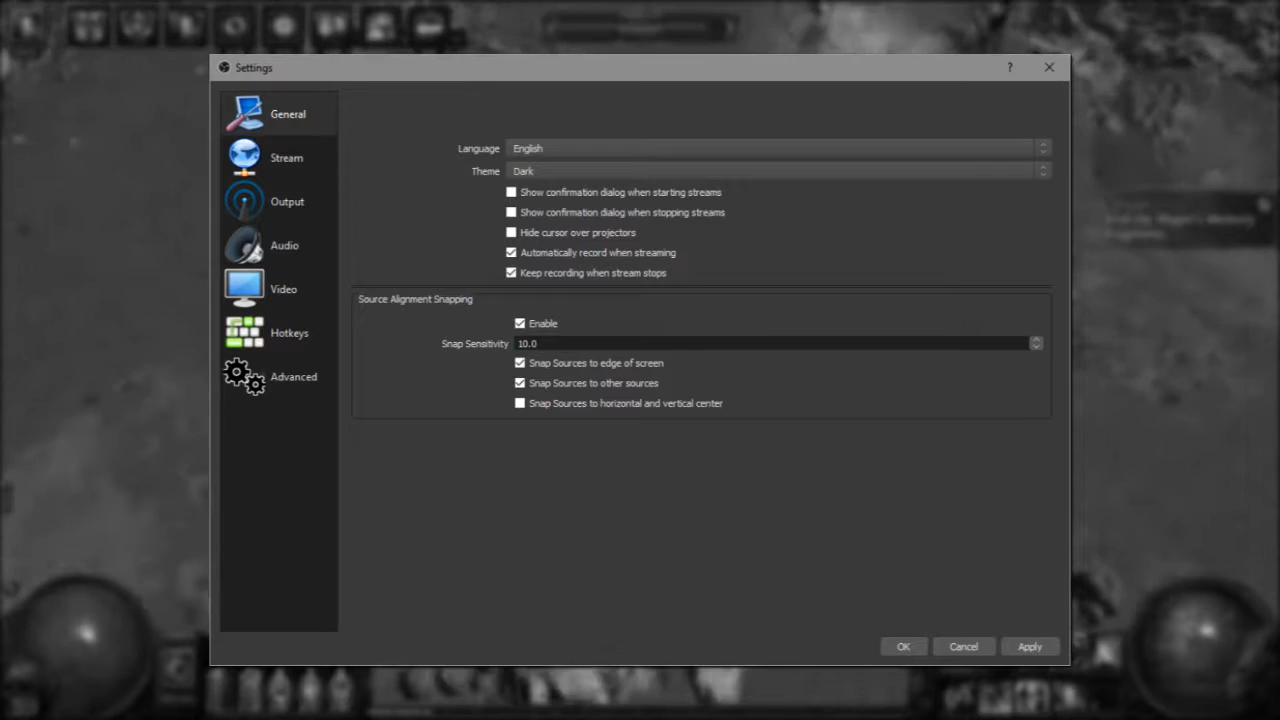 Settings
?
General
Stream
Output
Audio
Video
Hotkeys
Advanced
Language English
Theme Dark
Show confirmation dialog when starting streams
Show confirmation dialog when stopping streams
Hide cursor over projectors
Automatically record when streaming
Keep recording when stream stops
Source Alignment Snapping
Enable
Snap Sensitivity 10.0
Snap Sources to edge of screen
Snap Sources to other sources
Snap Sources to horizontal and vertical center
OK Cancel Apply